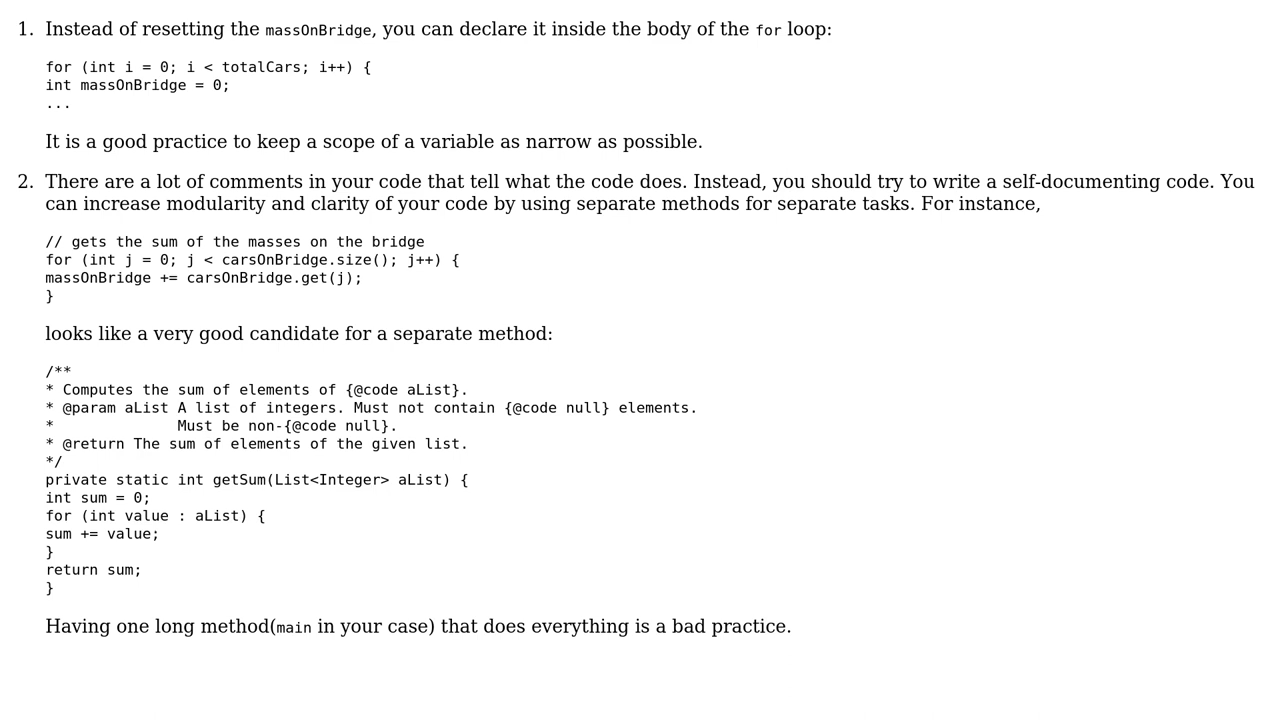 1. Instead of resetting the massOnBridge, you can declare it inside the body of the for loop:
for (int i = 0; i < totalCars; i++) {
int massOnBridge = 0;
...
It is a good practice to keep a scope of a variable as narrow as possible.
2. There are a lot of comments in your code that tell what the code does. Instead, you should try to write a self-documenting code. You
can increase modularity and clarity of your code by using separate methods for separate tasks. For instance,
// gets the sum of the masses on the bridge
for (int j = 0; j < carsOnBridge.size(); j++) {
massOnBridge += carsOnBridge.get(j);
}
looks like a very good candidate for a separate method:
/**
* Computes the sum of elements of {@code aList}.
* @param aList A list of integers. Must not contain {@code null} elements.
*              Must be non-{@code null}.
* @return The sum of elements of the given list.
*/
private static int getSum(List<Integer> aList) {
int sum = 0;
for (int value : aList) {
sum += value;
}
return sum;
}
Having one long method(main in your case) that does everything is a bad practice.